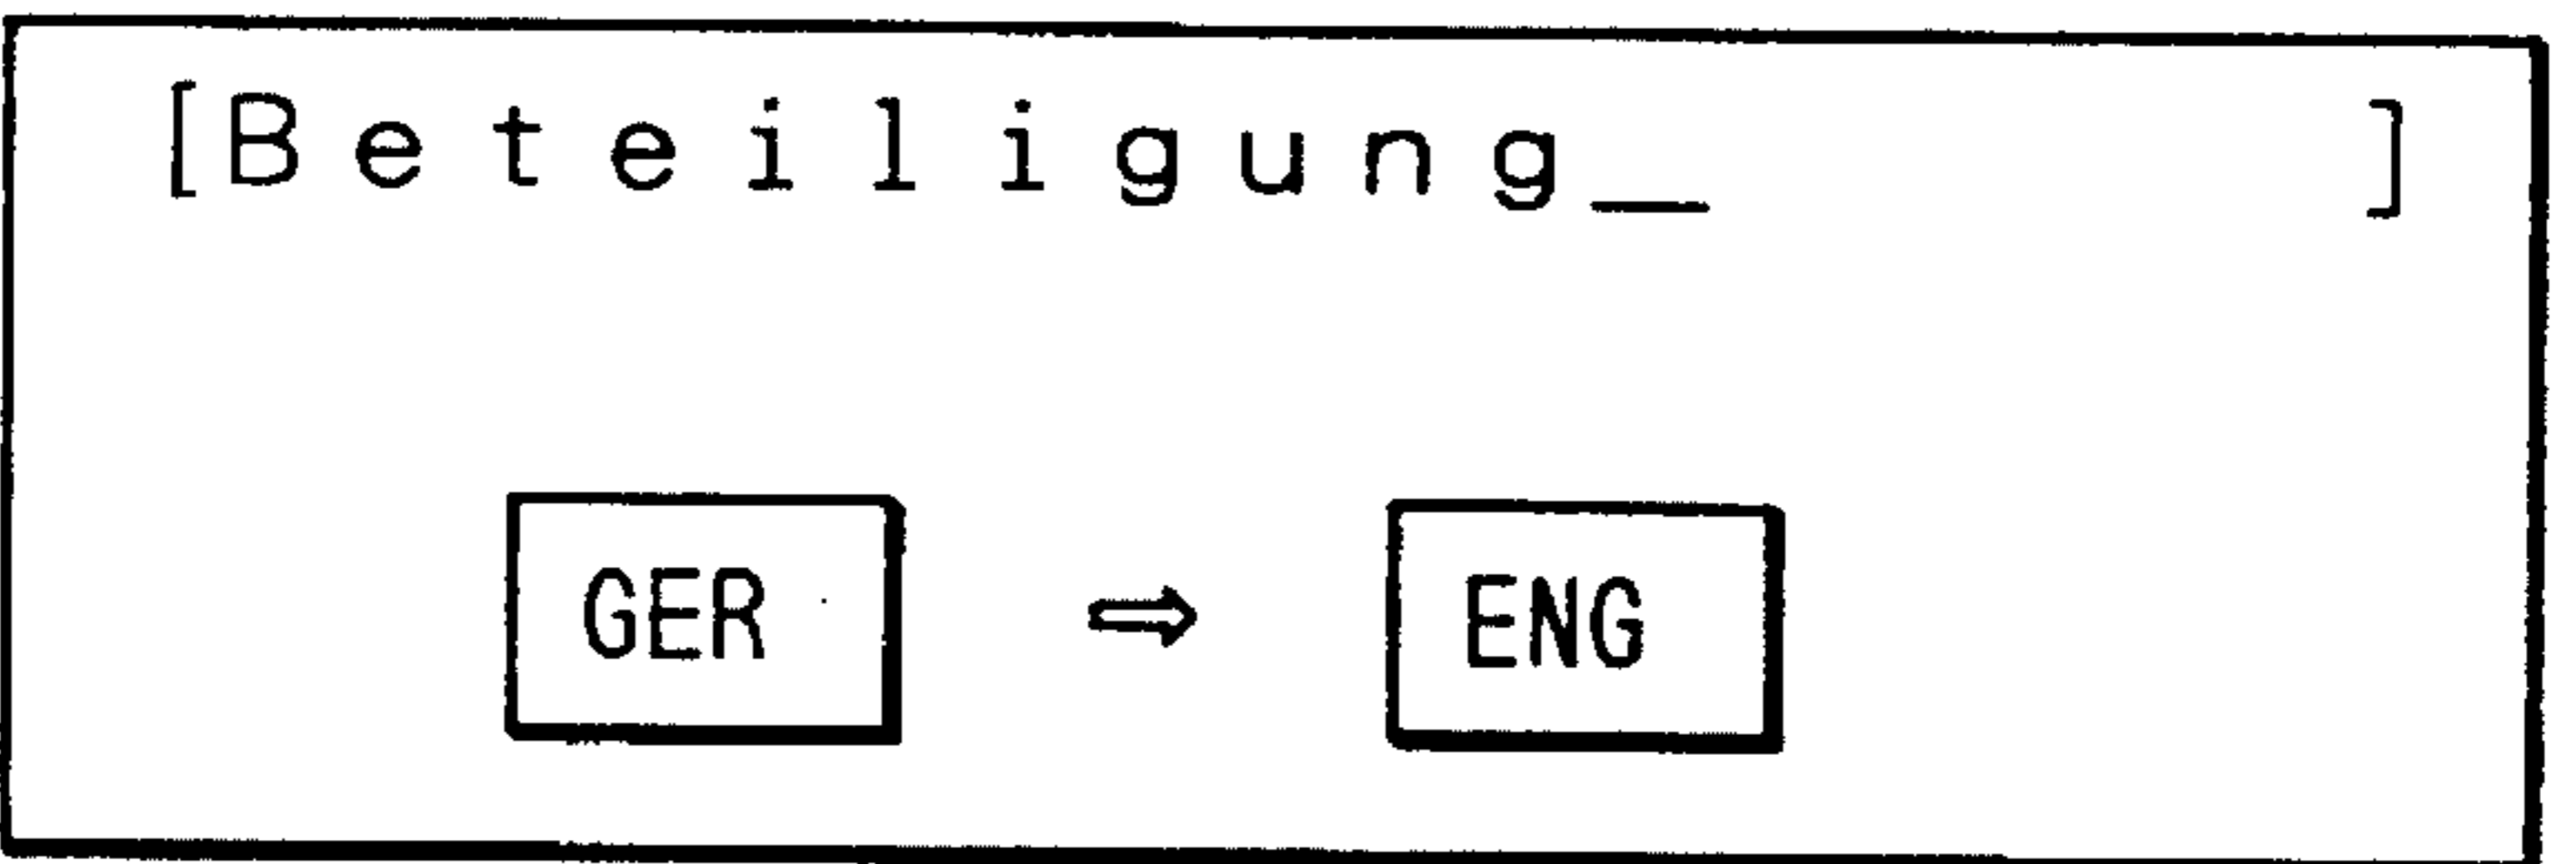 [Beteiligung_ ]
GER ⇨ ENG